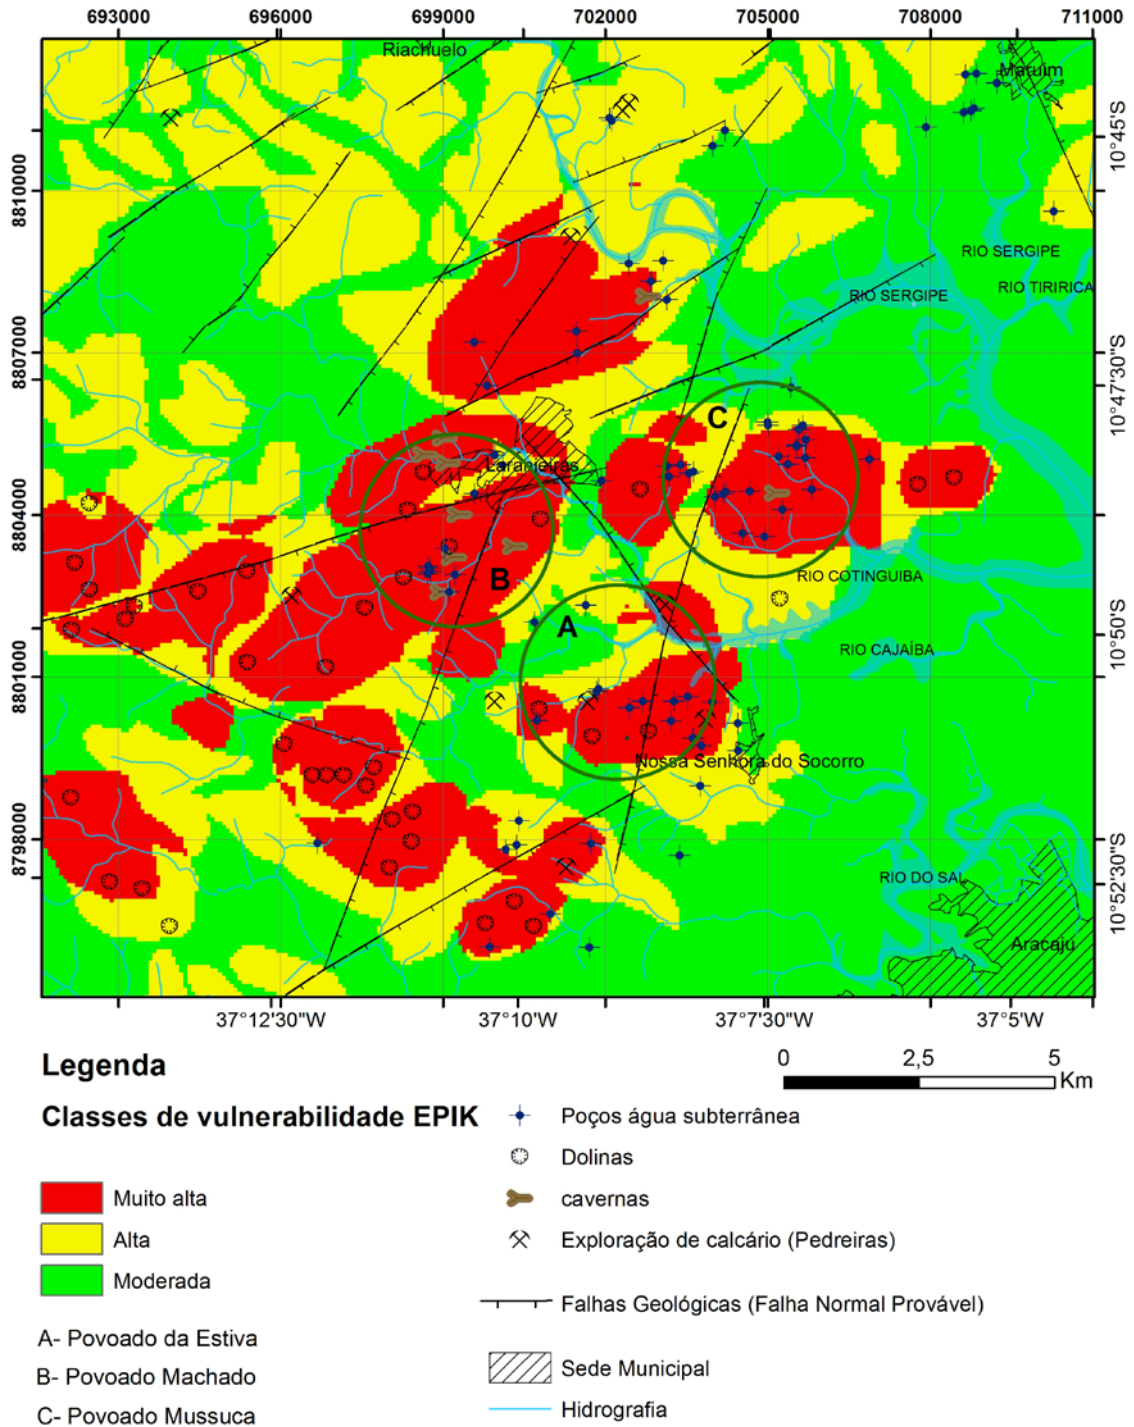 693000 696000 699000 702000 705000 708000 711000
Riachuelo
Maruim
10°45'S
8810000
RIO SERGIPE
RIO TIRIRICA
RIO SERGIPE
8807000
10°47'30"S
C
Laranjeiras
8804000
B
RIO COTINGUIBA
A
10°50'S
RIO CAJAÍBA
8801000
Nossa Senhora do Socorro
8798000
RIO DO SAL
10°52'30"S
Aracaju
37°12'30"W 37°10'W 37°7'30"W 37°5'W
Legenda
0 2,5 5
Km
Classes de vulnerabilidade EPIK
Muito alta
Alta
Moderada
A- Povoado da Estiva
B- Povoado Machado
C- Povoado Mussuca
Poços água subterrânea
Dolinas
cavernas
Exploração de calcário (Pedreiras)
Falhas Geológicas (Falha Normal Provável)
Sede Municipal
Hidrografia